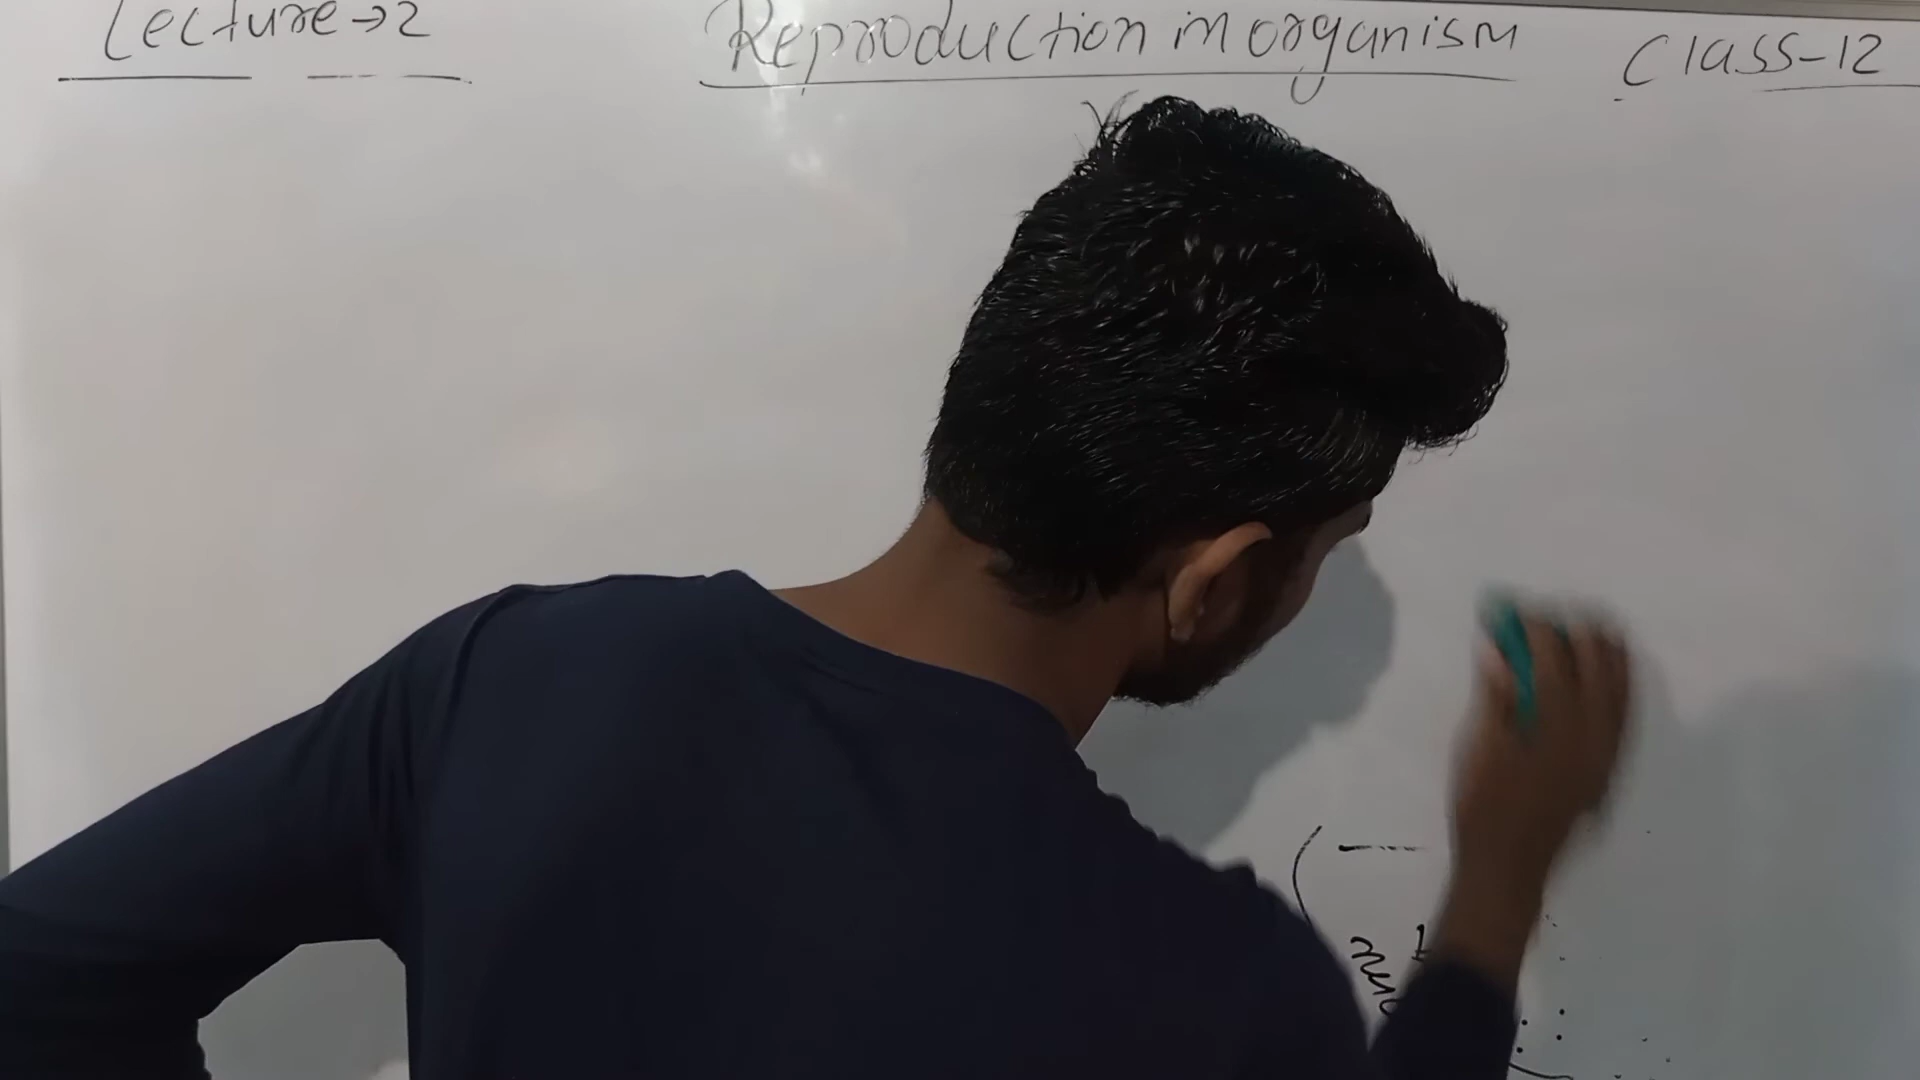 Lecture→2
Reproduction in organism
Class-12